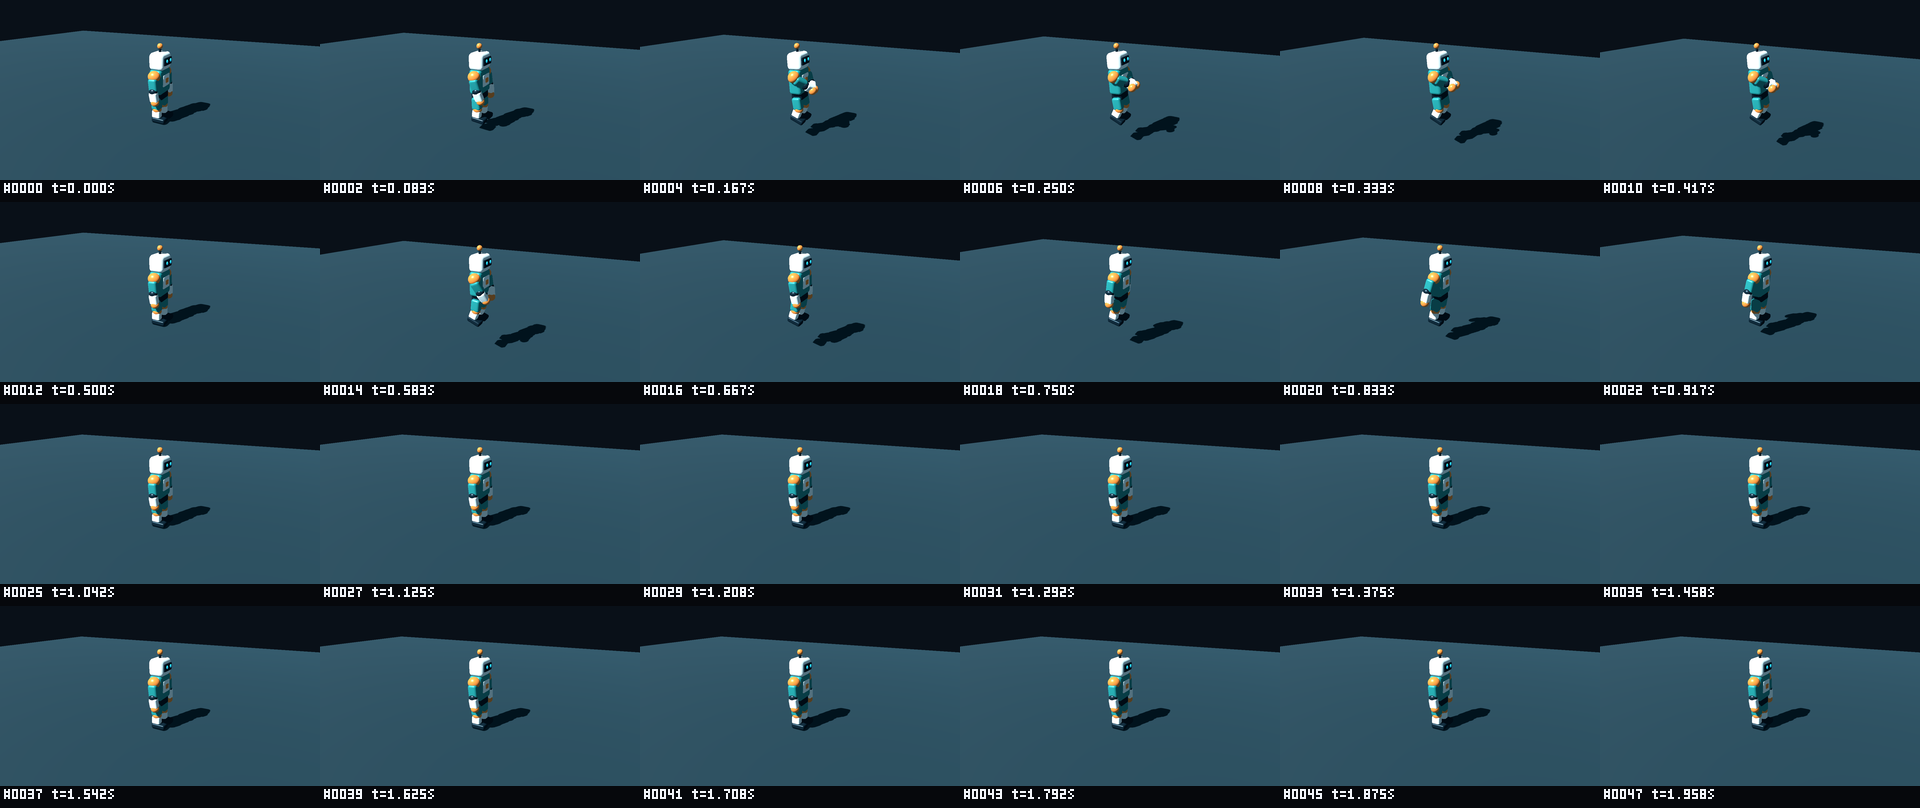 #0000 t=0.000s
#0002 t=0.083s
#0004 t=0.167s
#0006 t=0.250s
#0008 t=0.333s
#0010 t=0.417s
#0012 t=0.500s
#0014 t=0.583s
#0016 t=0.667s
#0018 t=0.750s
#0020 t=0.833s
#0022 t=0.917s
#0025 t=1.042s
#0027 t=1.125s
#0029 t=1.208s
#0031 t=1.292s
#0033 t=1.375s
#0035 t=1.458s
#0037 t=1.542s
#0039 t=1.625s
#0041 t=1.708s
#0043 t=1.792s
#0045 t=1.875s
#0047 t=1.958s